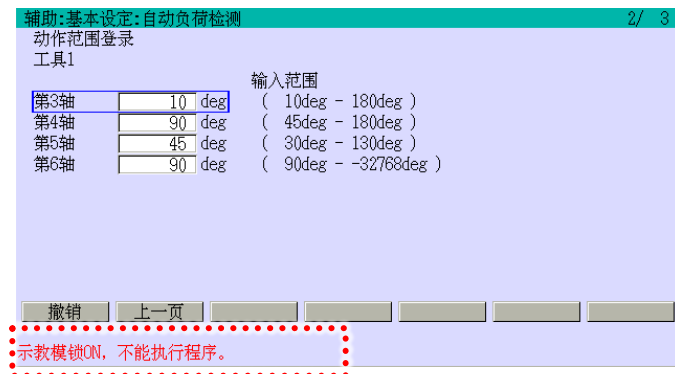 辅助:基本设定:自动负荷检测 2/ 3
动作范围登录
工具1
输入范围
第3轴 10 deg ( 10deg - 180deg )
第4轴 90 deg ( 45deg - 180deg )
第5轴 45 deg ( 30deg - 130deg )
第6轴 90 deg ( 90deg - -32768deg )
撤销 上一页
示教模锁ON，不能执行程序。